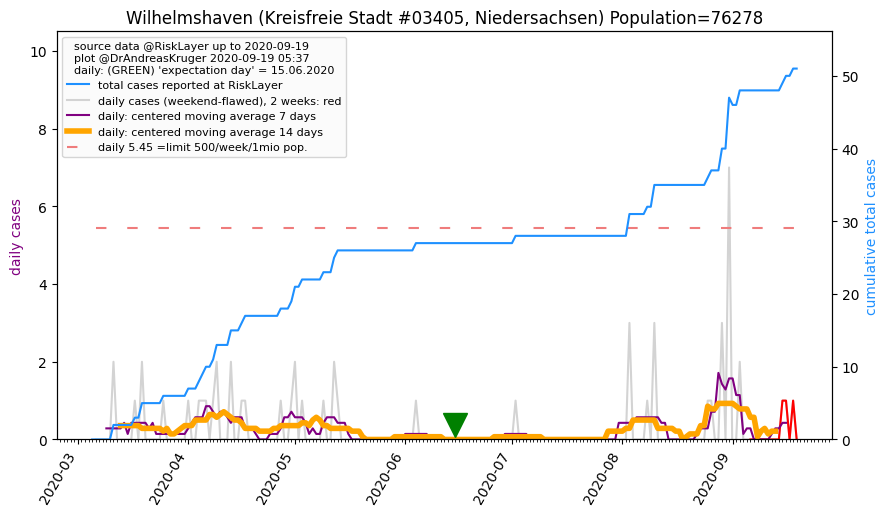 Wilhelmshaven (Kreisfreie Stadt #03405, Niedersachsen) Population=76278
source data @RiskLayer up to 2020-09-19
plot @DrAndreasKruger 2020-09-19 05:37
daily: (GREEN) 'expectation day' = 15.06.2020
total cases reported at RiskLayer
daily cases (weekend-flawed), 2 weeks: red
daily: centered moving average 7 days
daily: centered moving average 14 days
daily 5.45 =limit 500/week/1mio pop.
daily cases
10
8
6
4
2
0
50
40
30
20
10
0
cumulative total cases
2020-03
2020-04
2020-05
2020-06
2020-07
2020-08
2020-09